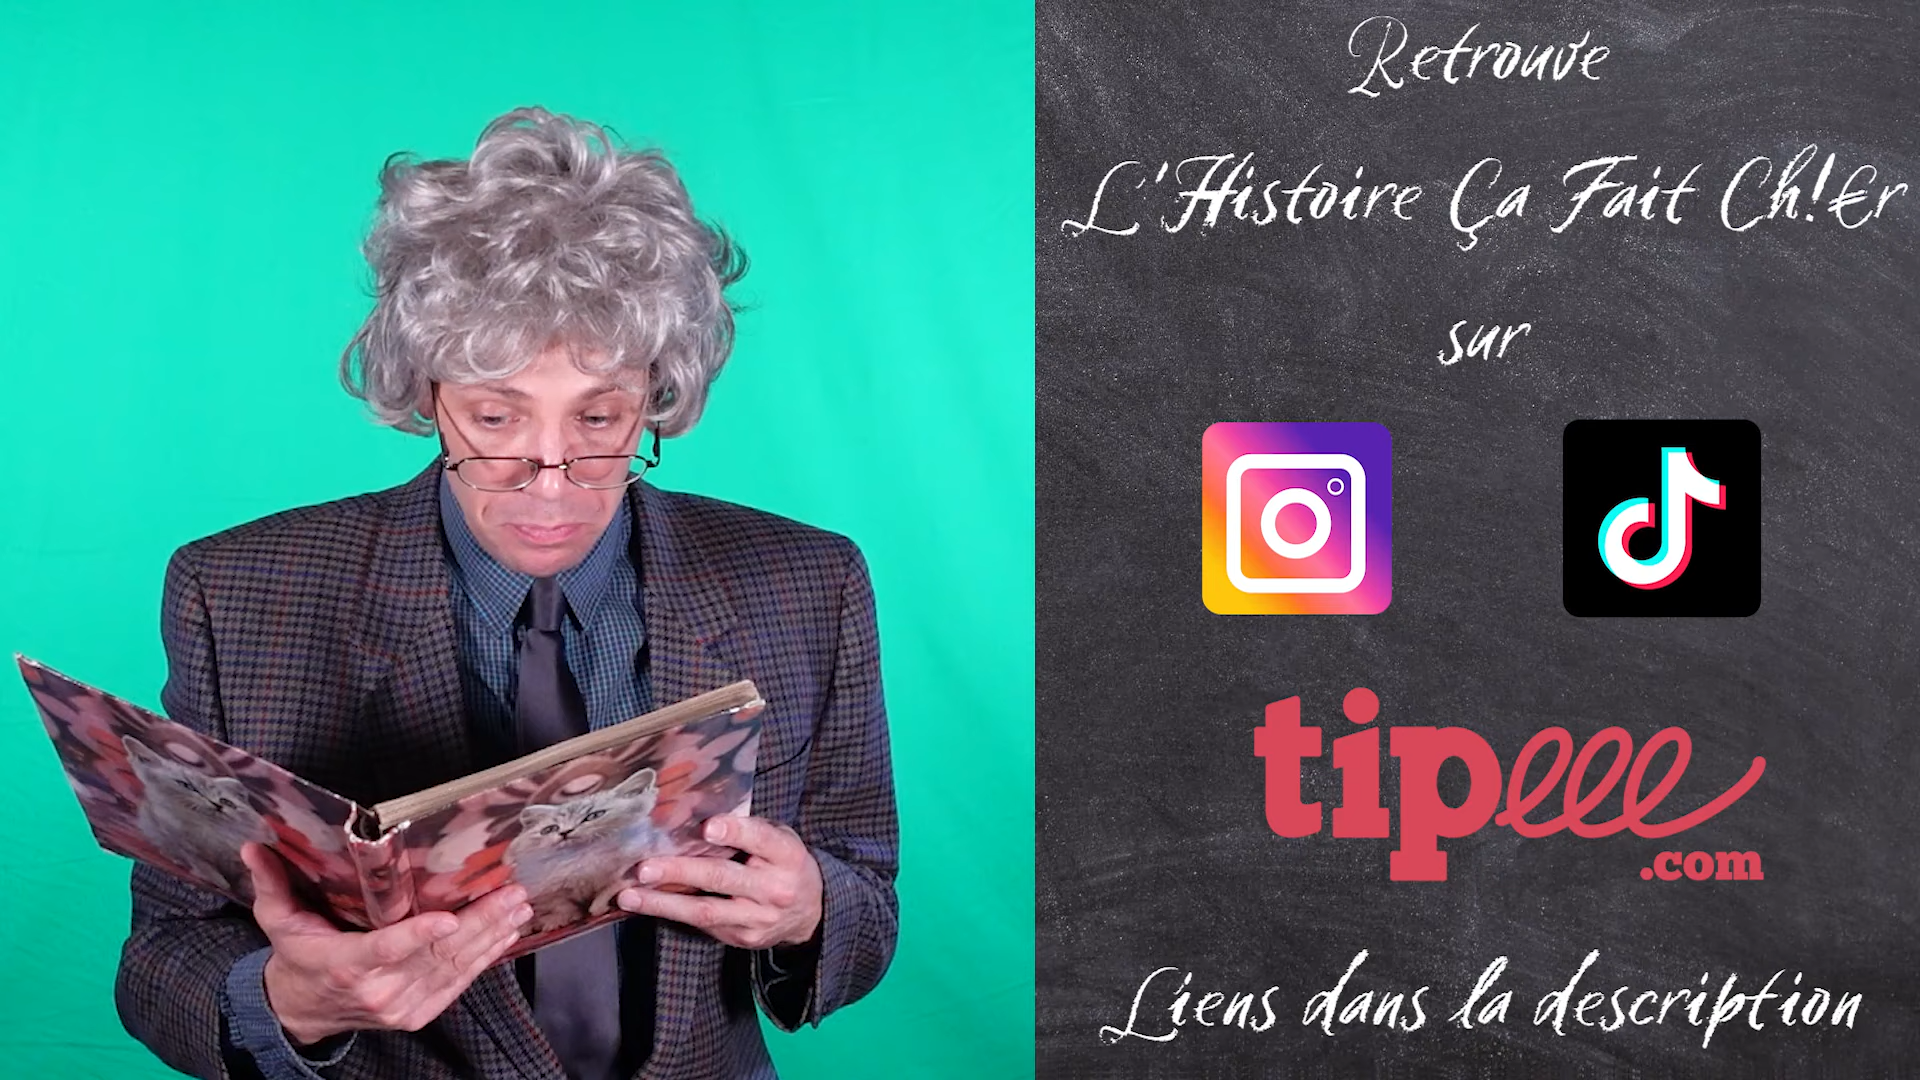 Retrouve
L'Histoire Ça Fait Ch!€r
sur
tipeee
.com
Liens dans la description